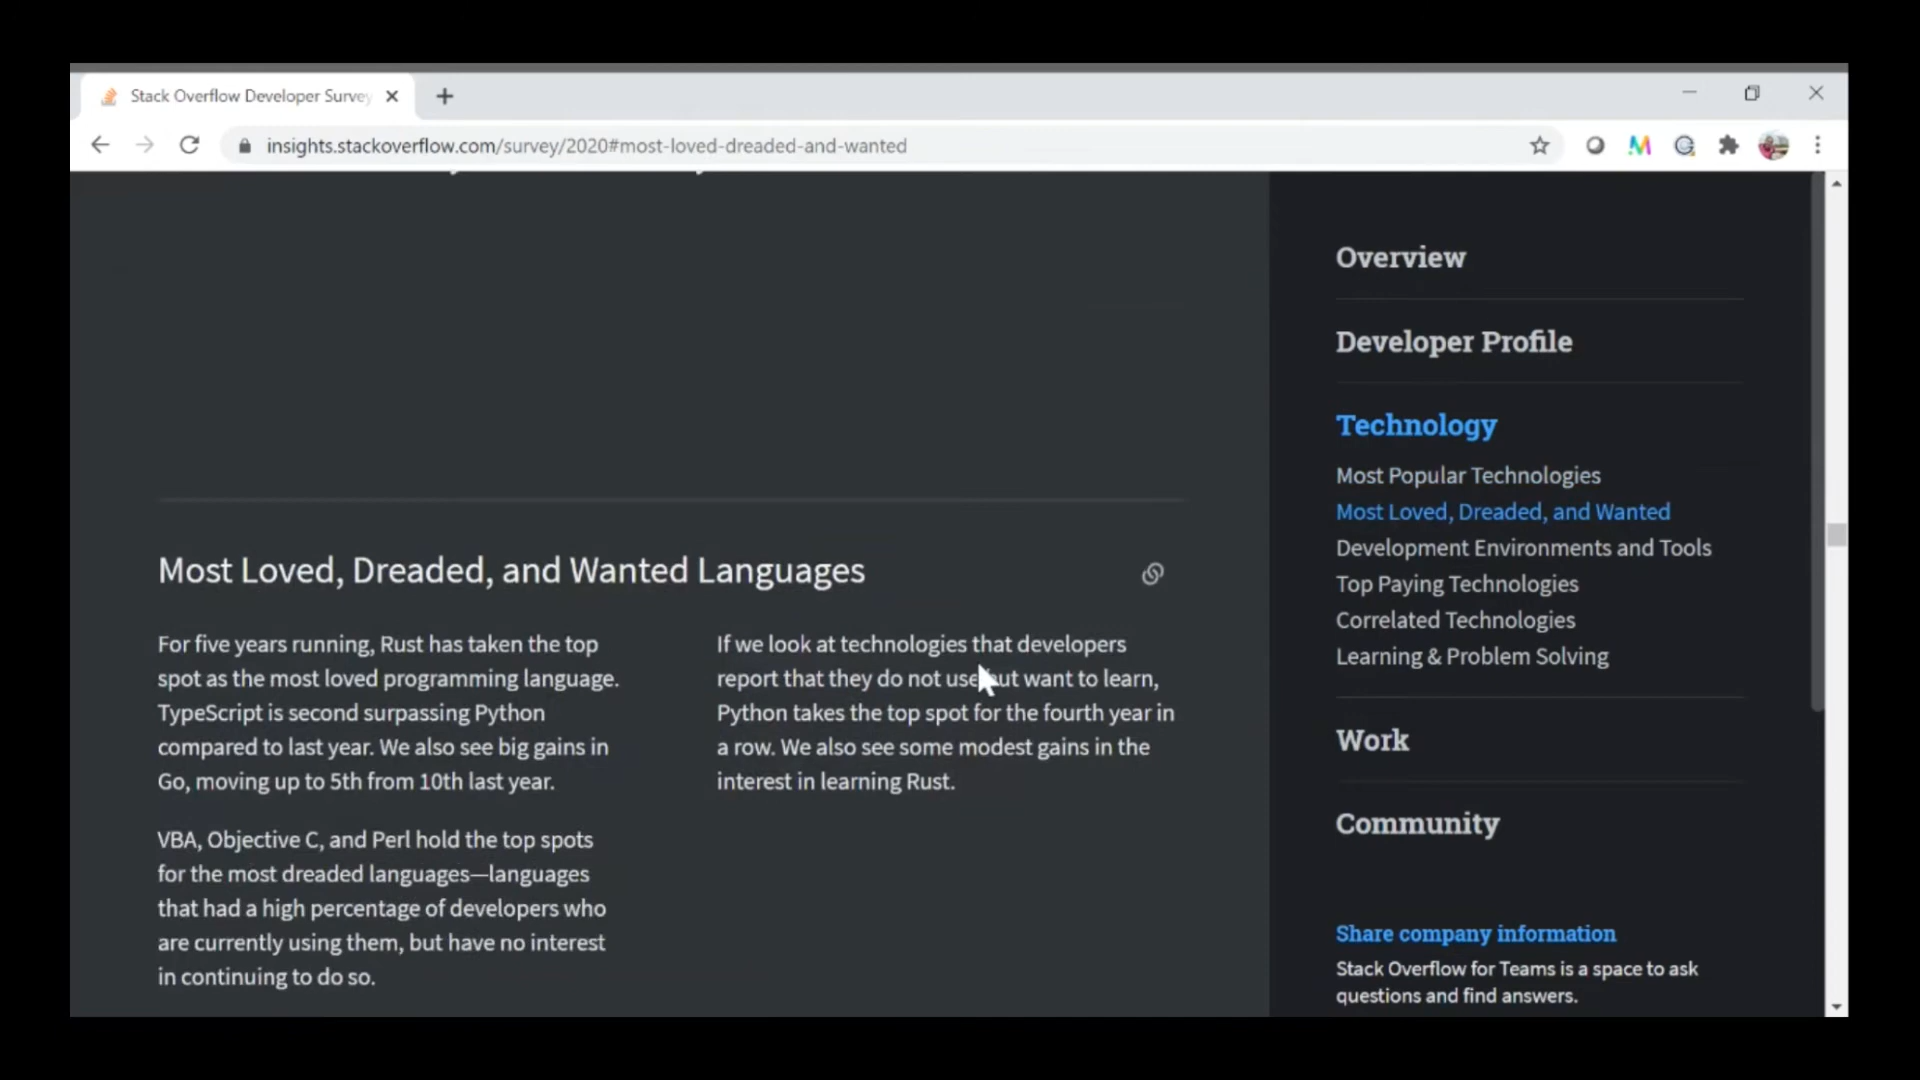 Stack Overflow Developer Survey
insights.stackoverflow.com/survey/2020#most-loved-dreaded-and-wanted
Most Loved, Dreaded, and Wanted Languages
For five years running, Rust has taken the top
spot as the most loved programming language.
TypeScript is second surpassing Python
compared to last year. We also see big gains in
Go, moving up to 5th from 10th last year.
VBA, Objective C, and Perl hold the top spots
for the most dreaded languages—languages
that had a high percentage of developers who
are currently using them, but have no interest
in continuing to do so.
If we look at technologies that developers
report that they do not use but want to learn,
Python takes the top spot for the fourth year in
a row. We also see some modest gains in the
interest in learning Rust.
Overview
Developer Profile
Technology
Most Popular Technologies
Most Loved, Dreaded, and Wanted
Development Environments and Tools
Top Paying Technologies
Correlated Technologies
Learning & Problem Solving
Work
Community
Share company information
Stack Overflow for Teams is a space to ask
questions and find answers.